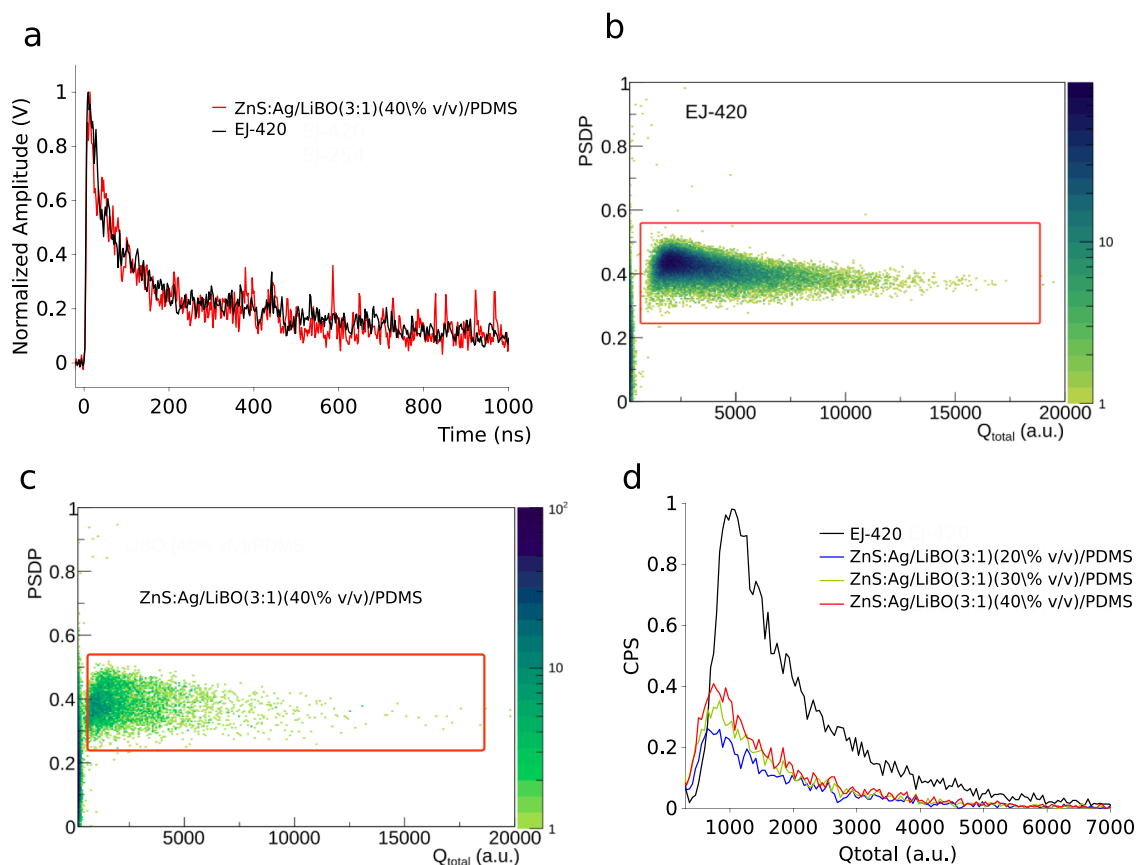 a
Normalized Amplitude (V)
1
0.8
0.6
0.4
0.2
0
ZnS:Ag/LiBO(3:1)(40\% v/v)/PDMS
EJ-420
0
200
400
600
800
1000
Time (ns)
b
PSDP
1
0.8
0.6
0.4
0.2
0
EJ-420
10
1
5000
10000
15000
20000
Qtotal (a.u.)
c
PSDP
1
0.8
0.6
0.4
0.2
0
ZnS:Ag/LiBO(3:1)(40\% v/v)/PDMS
10²
10
1
5000
10000
15000
20000
Qtotal (a.u.)
d
CPS
1
0.8
0.6
0.4
0.2
0
EJ-420
ZnS:Ag/LiBO(3:1)(20\% v/v)/PDMS
ZnS:Ag/LiBO(3:1)(30\% v/v)/PDMS
ZnS:Ag/LiBO(3:1)(40\% v/v)/PDMS
1000
2000
3000
4000
5000
6000
7000
Qtotal (a.u.)